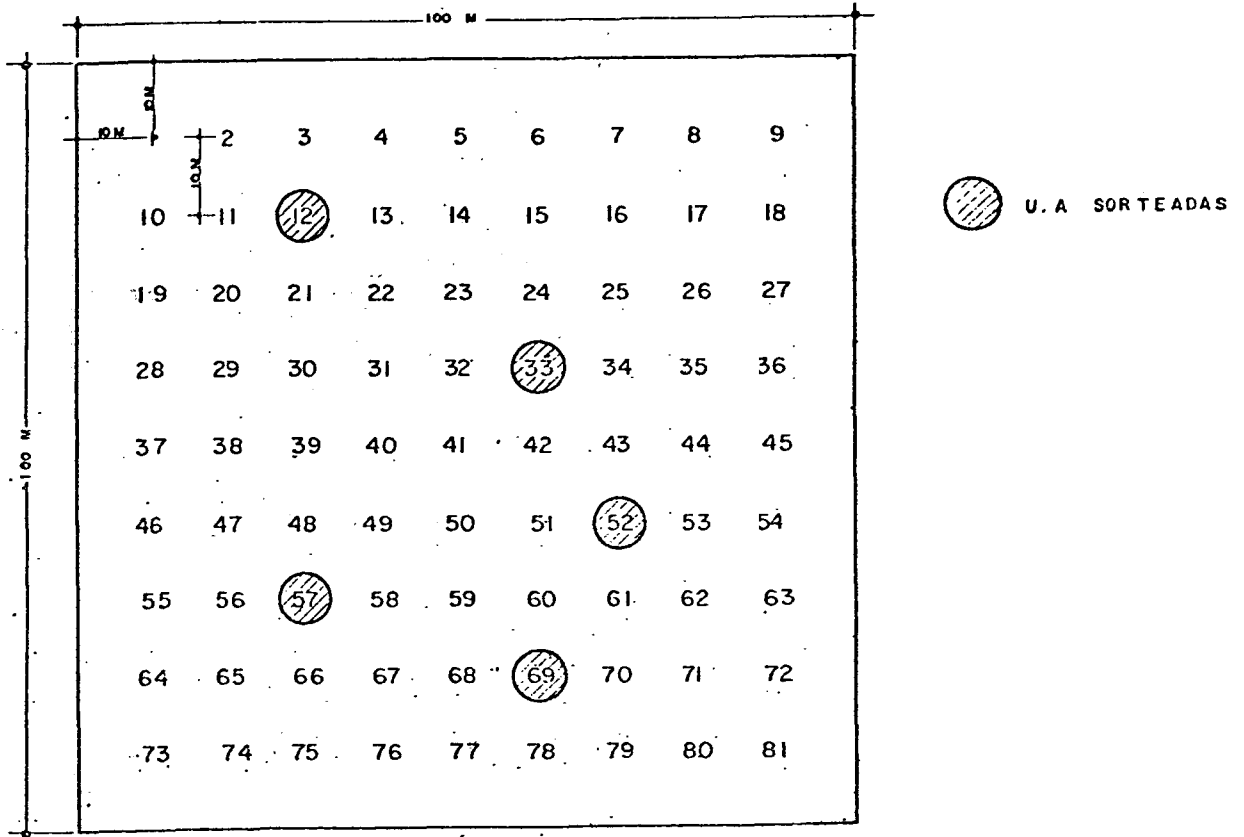 100 M
10 M
10 M 2 3 4 5 6 7 8 9
10 M
10 11 12 13 14 15 16 17 18
U.A SORTEADAS
19 20 21 22 23 24 25 26 27
28 29 30 31 32 33 34 35 36
100 M
37 38 39 40 41 42 43 44 45
46 47 48 49 50 51 52 53 54
55 56 57 58 59 60 61 62 63
64 65 66 67 68 69 70 71 72
73 74 75 76 77 78 79 80 81